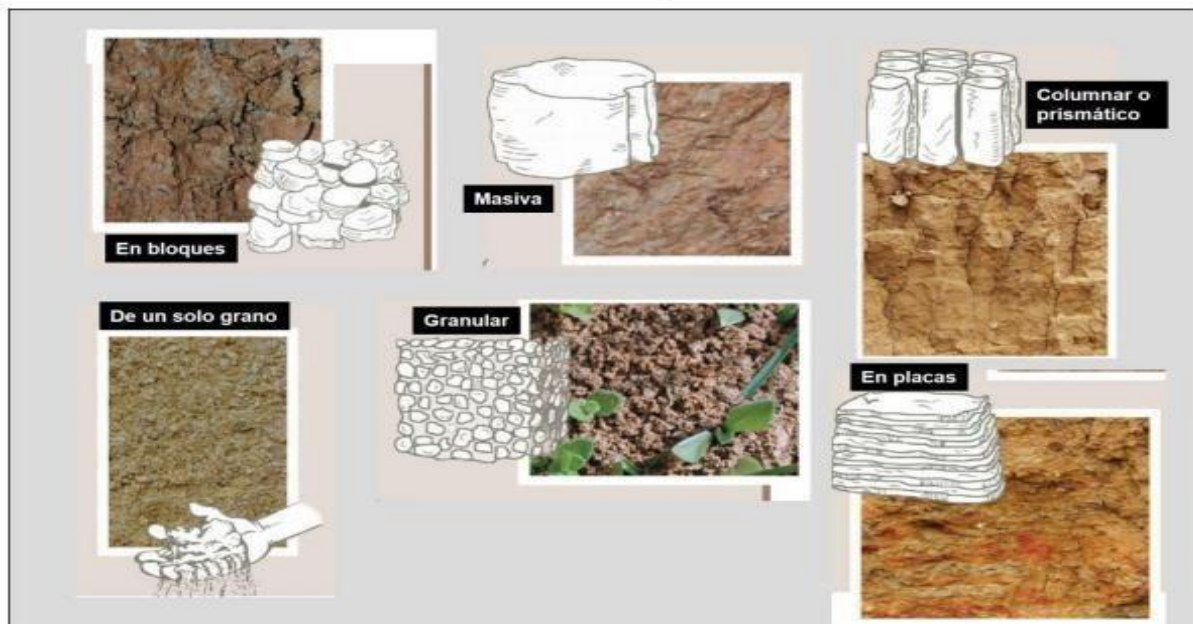 En bloques
Masiva
Columnar o
prismático
De un solo grano
Granular
En placas